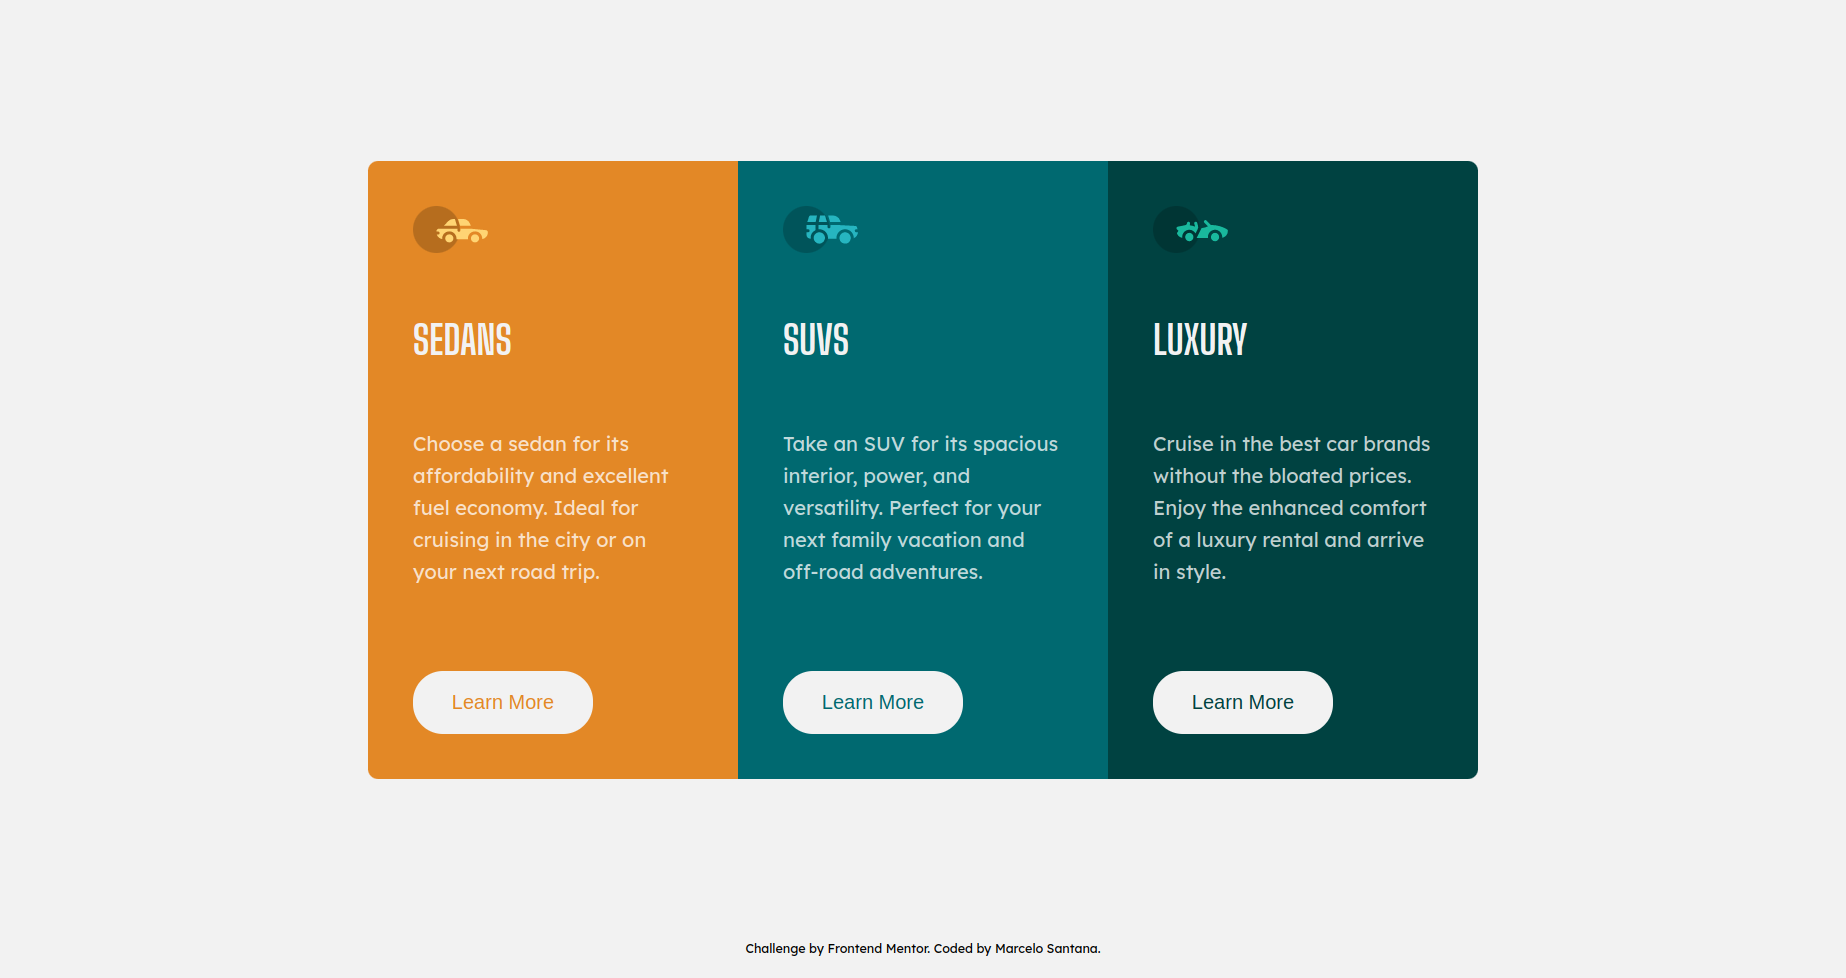 SEDANS
Choose a sedan for its
affordability and excellent
fuel economy. Ideal for
cruising in the city or on
your next road trip.
Learn More
SUVS
Take an SUV for its spacious
interior, power, and
versatility. Perfect for your
next family vacation and
off-road adventures.
Learn More
LUXURY
Cruise in the best car brands
without the bloated prices.
Enjoy the enhanced comfort
of a luxury rental and arrive
in style.
Learn More
Challenge by Frontend Mentor. Coded by Marcelo Santana.